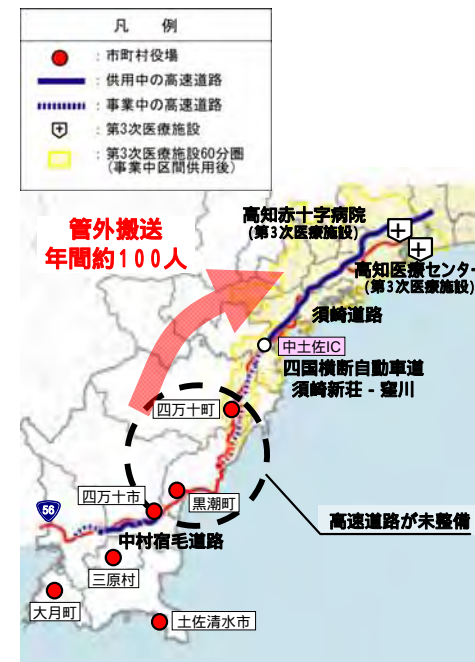 凡 例
: 市町村役場
: 供用中の高速道路
: 事業中の高速道路
: 第3次医療施設
: 第3次医療施設60分圏
(事業中区間供用後)
管外搬送
年間約100人
高知赤十字病院
(第3次医療施設)
高知医療センター
(第3次医療施設)
須崎道路
中土佐IC
四国横断自動車道
須崎新荘 - 窪川
四万十町
四万十市
黒潮町
56
高速道路が未整備
中村宿毛道路
三原村
大月町
土佐清水市